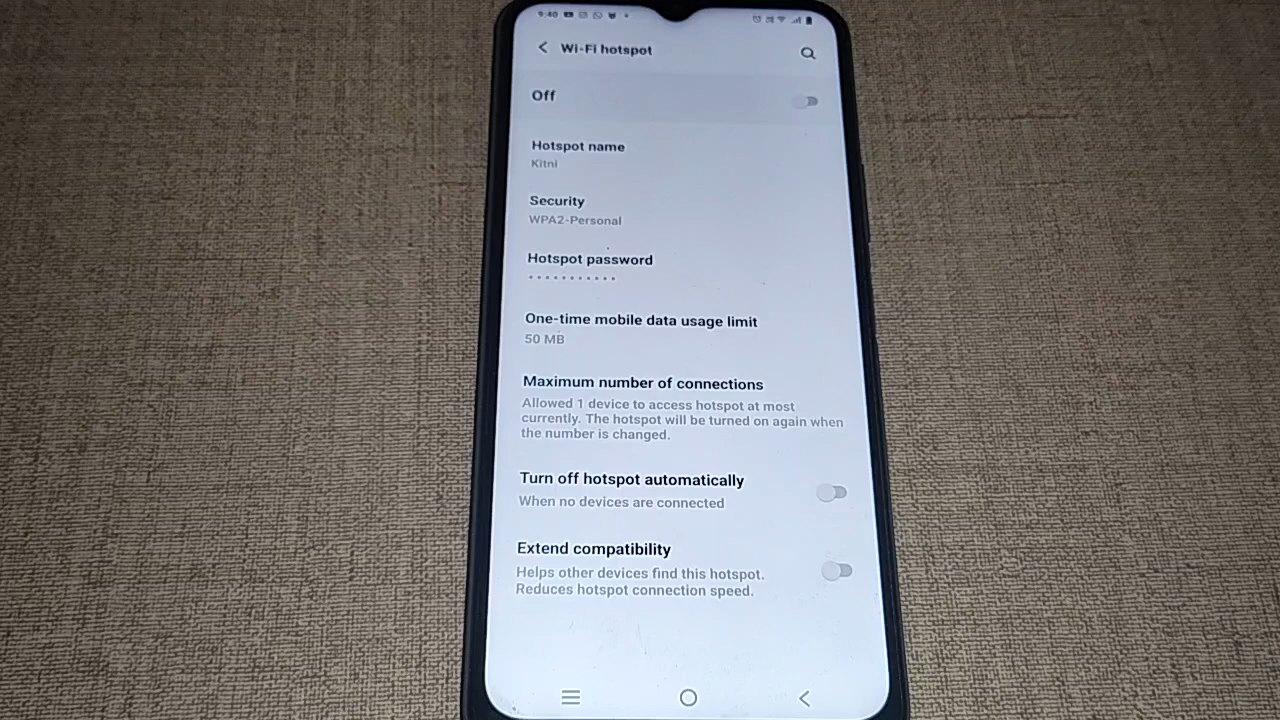 9:40
Wi-Fi hotspot
Off
Hotspot name
Kitni
Security
WPA2-Personal
Hotspot password
One-time mobile data usage limit
50 MB
Maximum number of connections
Allowed 1 device to access hotspot at most
currently. The hotspot will be turned on again when
the number is changed.
Turn off hotspot automatically
When no devices are connected
Extend compatibility
Helps other devices find this hotspot.
Reduces hotspot connection speed.